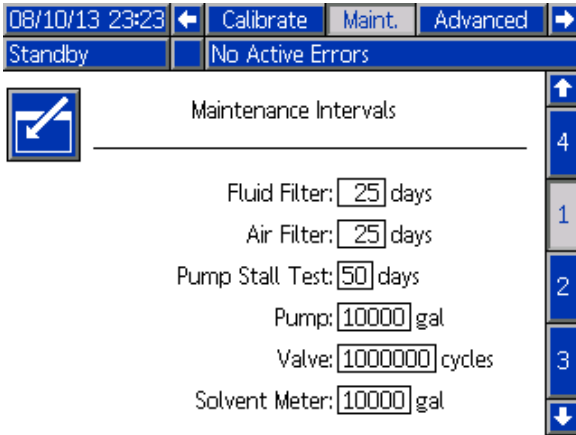 08/10/13 23:23 Calibrate Maint. Advanced
Standby No Active Errors
Maintenance Intervals
4
1
2
3
Fluid Filter: 25 days
Air Filter: 25 days
Pump Stall Test: 50 days
Pump: 10000 gal
Valve: 1000000 cycles
Solvent Meter: 10000 gal